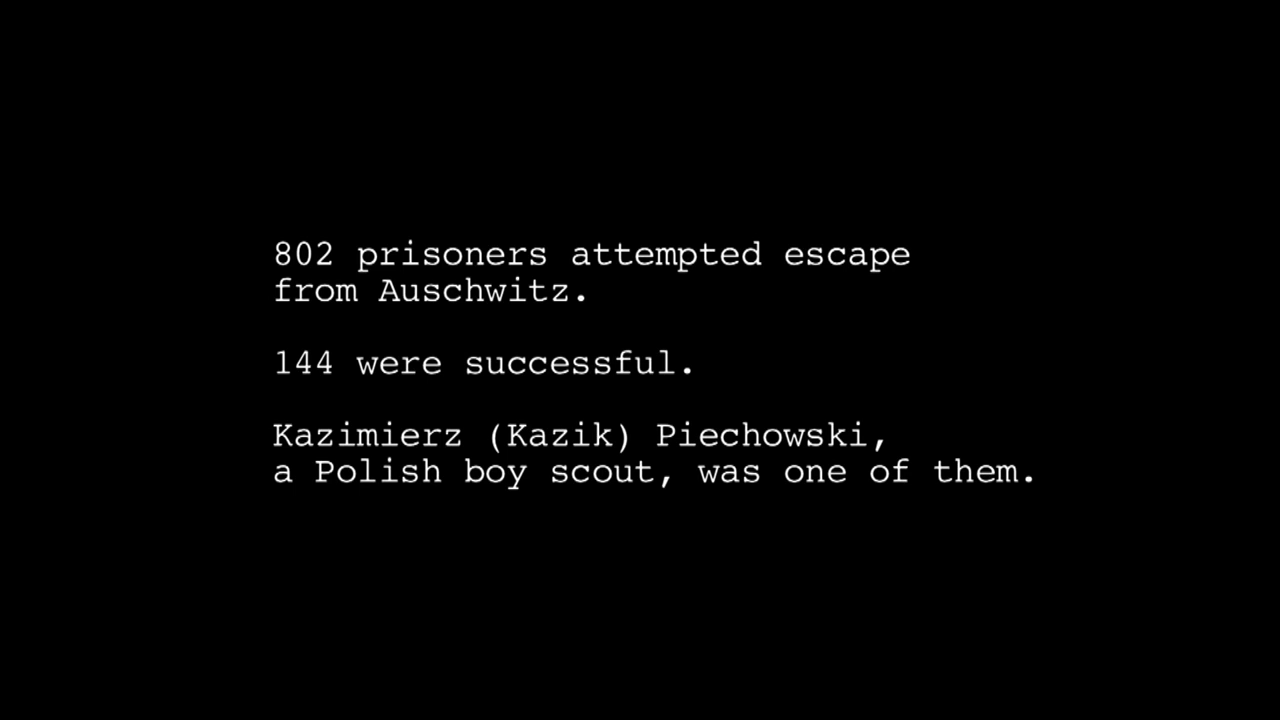 802 prisoners attempted escape
from Auschwitz.
144 were successful.
Kazimierz (Kazik) Piechowski,
a Polish boy scout, was one of them.